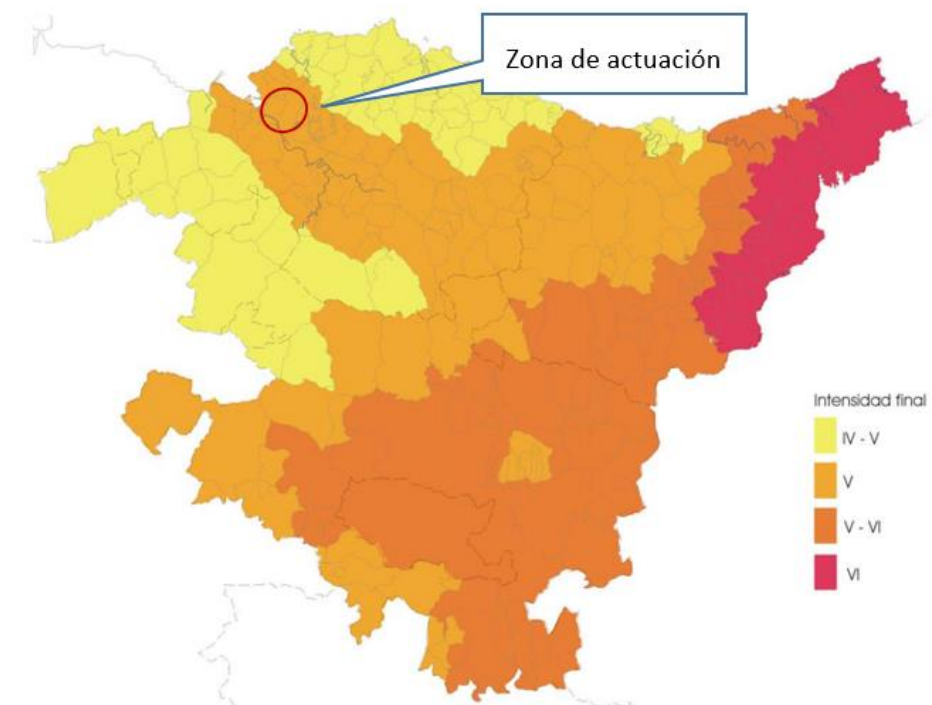 Zona de actuación
Intensidad final
IV - V
V
V - VI
VI